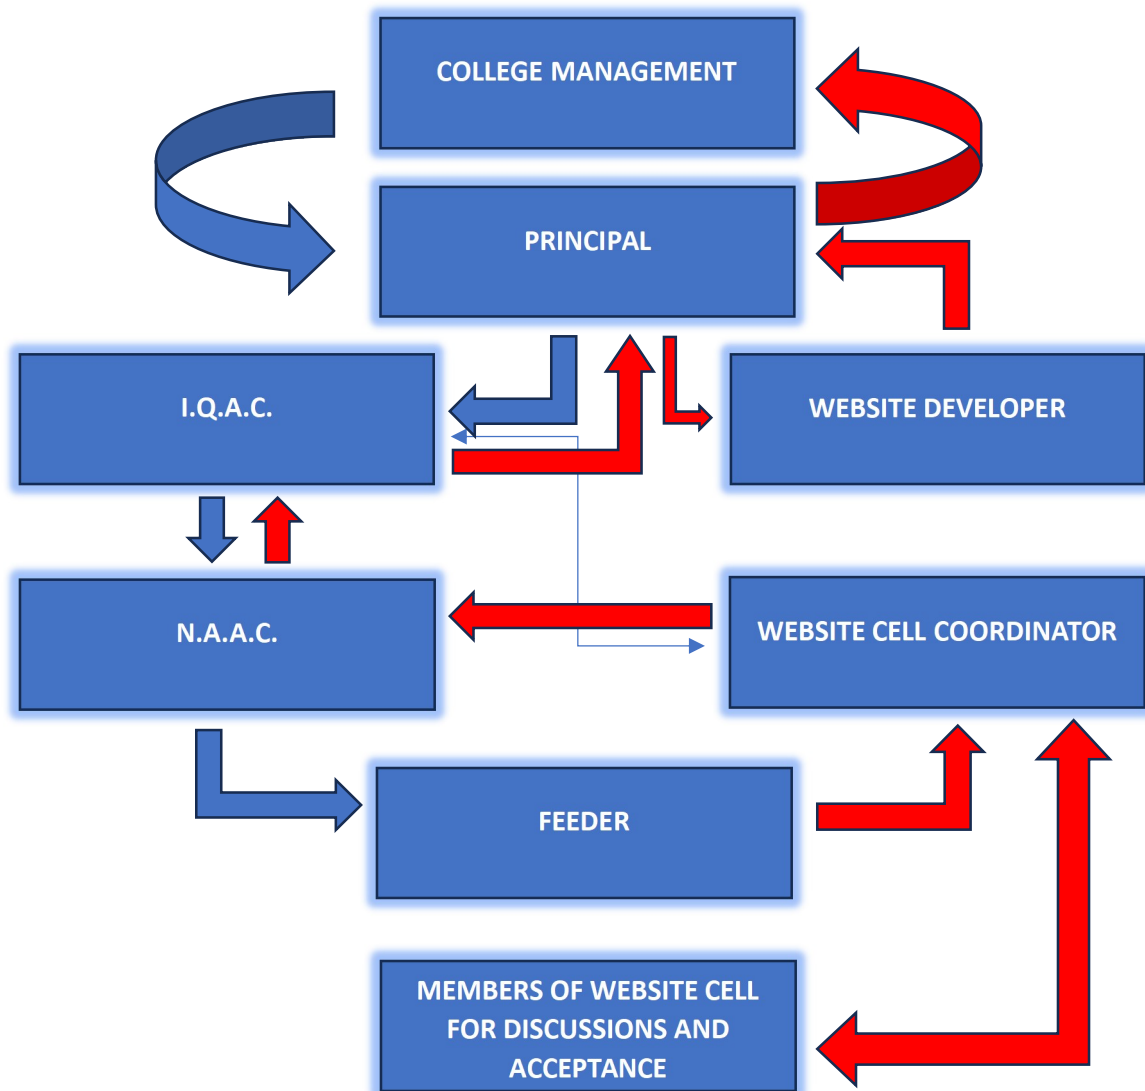 COLLEGE MANAGEMENT
PRINCIPAL
I.Q.A.C.
WEBSITE DEVELOPER
N.A.A.C.
WEBSITE CELL COORDINATOR
FEEDER
MEMBERS OF WEBSITE CELL
FOR DISCUSSIONS AND
ACCEPTANCE